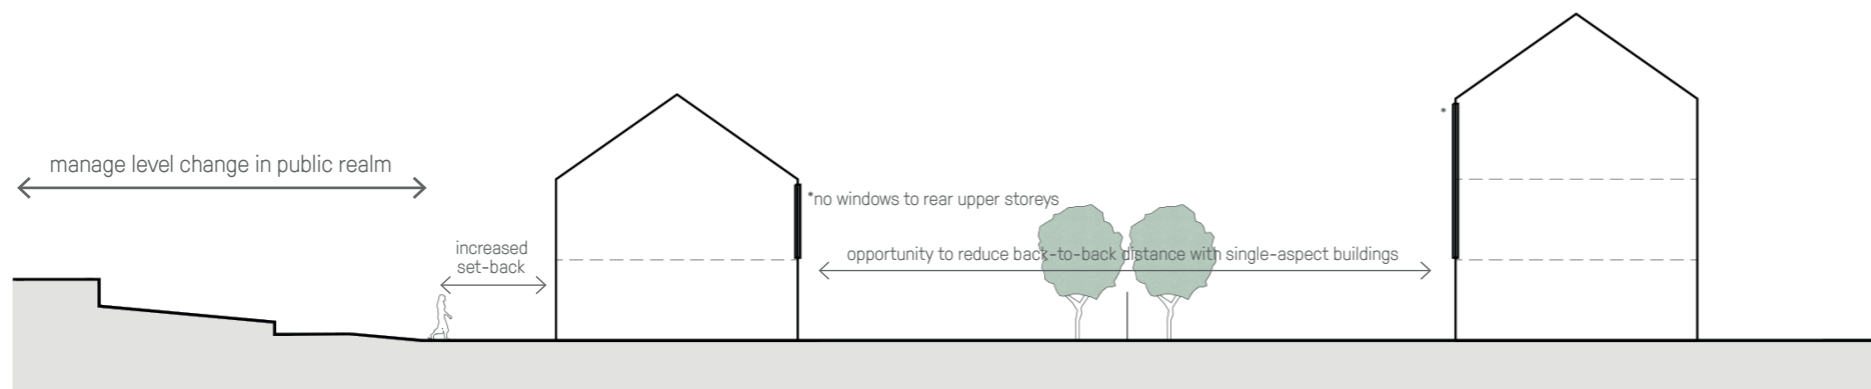 manage level change in public realm
increased
set-back
*no windows to rear upper storeys
opportunity to reduce back-to-back distance with single-aspect buildings
*